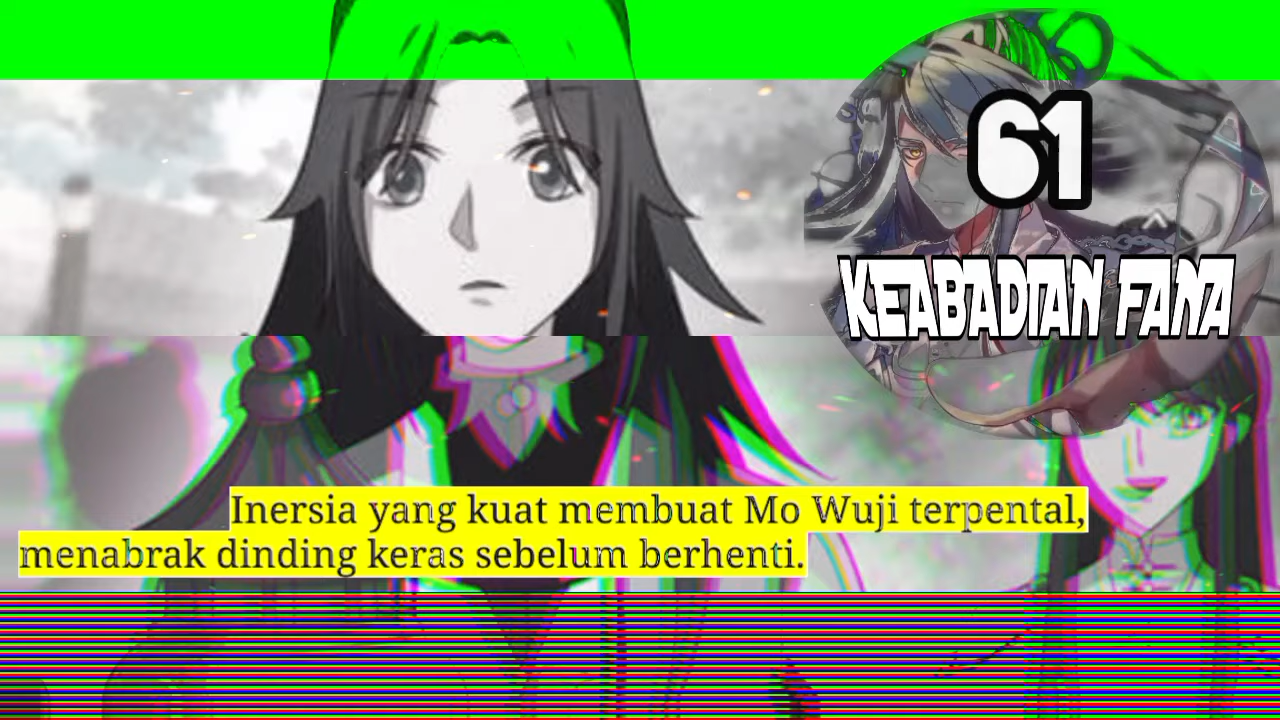 61
KEABADIAN FANA
Inersia yang kuat membuat Mo Wuji terpental,
menabrak dinding keras sebelum berhenti.